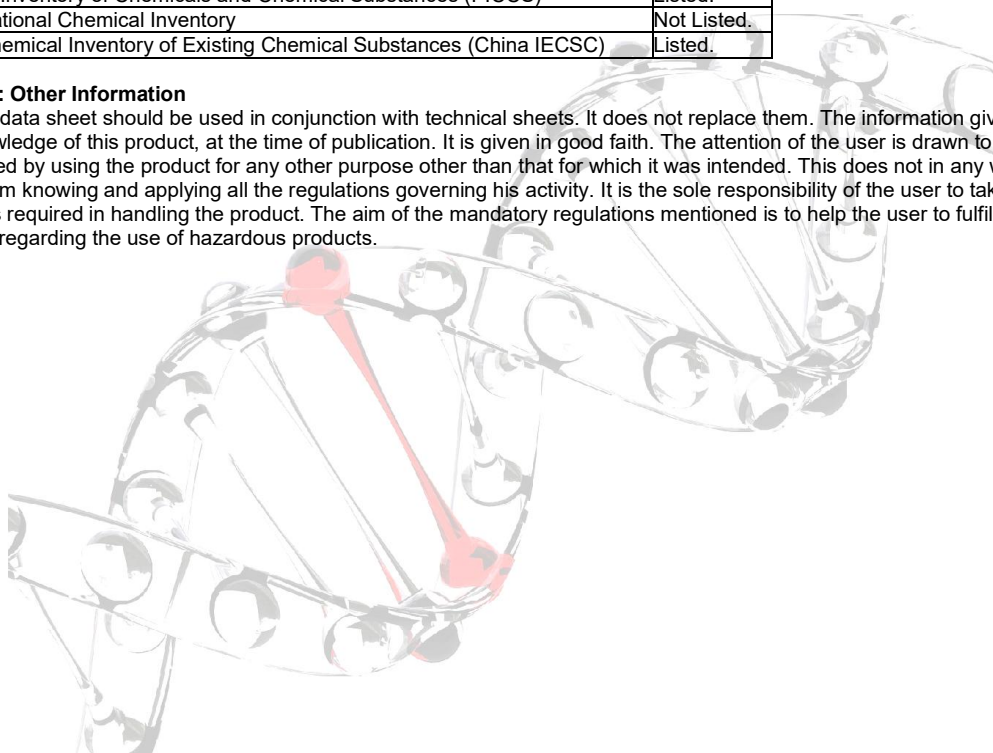 nventory of Chemicals and Chemical Substances (PICCS) Listed.
ational Chemical Inventory Not Listed.
hemical Inventory of Existing Chemical Substances (China IECSC) Listed.
: Other Information
data sheet should be used in conjunction with technical sheets. It does not replace them. The information giv
wledge of this product, at the time of publication. It is given in good faith. The attention of the user is drawn to
ed by using the product for any other purpose other than that for which it was intended. This does not in any
m knowing and applying all the regulations governing his activity. It is the sole responsibility of the user to tak
s required in handling the product. The aim of the mandatory regulations mentioned is to help the user to fulfil
regarding the use of hazardous products.